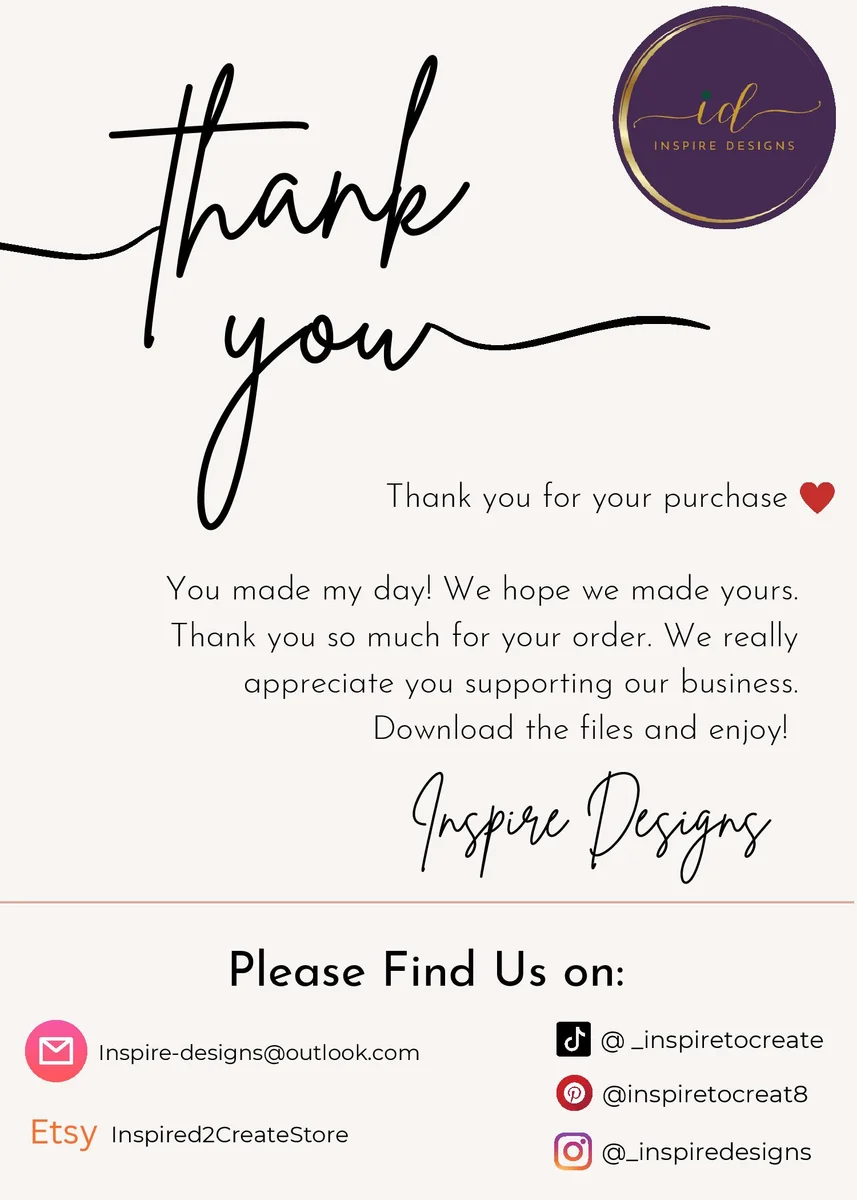 thank
you
id
INSPIRE DESIGNS
Thank you for your purchase ❤
You made my day! We hope we made yours.
Thank you so much for your order. We really
appreciate you supporting our business.
Download the files and enjoy!
Inspire Designs
Please Find Us on:
Inspire-designs@outlook.com
Etsy Inspired2CreateStore
@ _inspiretocreate
@inspiretocreat8
@_inspiredesigns